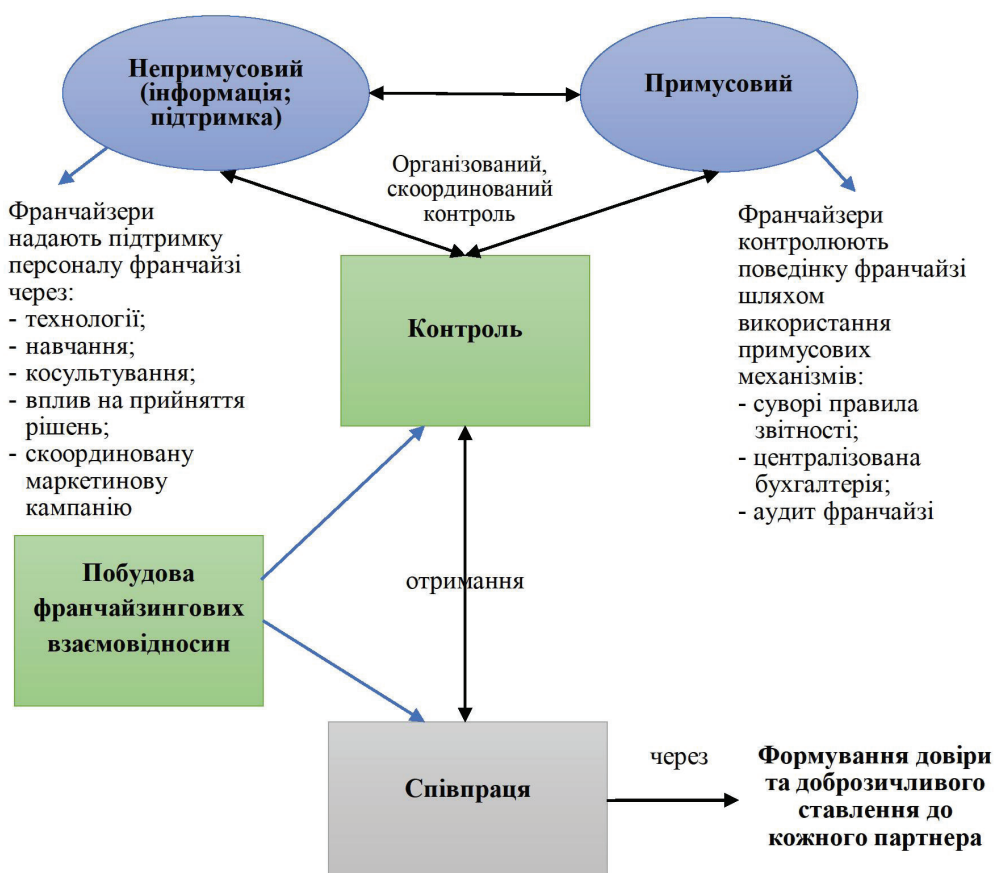 Непримусовий
(інформація;
підтримка)
Примусовий
Організований,
скоординований
контроль
Франчайзери
надають підтримку
персоналу франчайзі
через:
- технології;
- навчання;
- косультування;
- вплив на прийняття
рішень;
- скоординовану
маркетинову
кампанію
Франчайзери
контролюють
поведінку франчайзі
шляхом
використання
примусових
механізмів:
- суворі правила
звітності;
- централізована
бухгалтерія;
- аудит франчайзі
Контроль
Побудова
франчайзингових
взаємовідносин
отримання
Співпраця
через
Формування довіри
та доброзичливого
ставлення до
кожного партнера